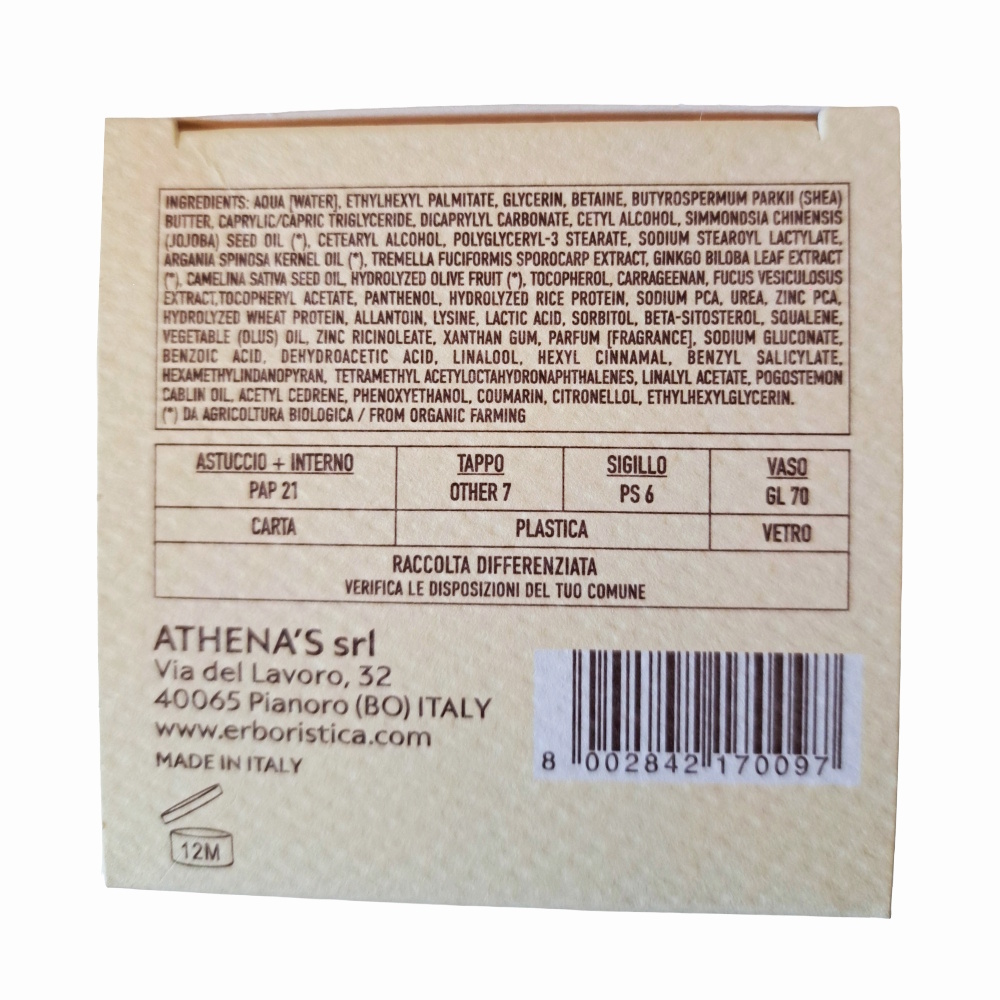 INGREDIENTS: AQUA [WATER], ETHYLHEXYL PALMITATE, GLYCERIN, BETAINE, BUTYROSPERMUM PARKII (SHEA)
BUTTER, CAPRYLIC/CAPRIC TRIGLYCERIDE, DICAPRYLYL CARBONATE, CETYL ALCOHOL, SIMMONDSIA CHINENSIS
(JOJOBA) SEED OIL (*), CETEARYL ALCOHOL, POLYGLYCERYL-3 STEARATE, SODIUM STEAROYL LACTYLATE,
ARGANIA SPINOSA KERNEL OIL (*), TREMELLA FUCIFORMIS SPOROCARP EXTRACT, GINKGO BILOBA LEAF EXTRACT
(*), CAMELINA SATIVA SEED OIL, HYDROLYZED OLIVE FRUIT (*), TOCOPHEROL, CARRAGEENAN, FUCUS VESICULOSUS
EXTRACT,TOCOPHERYL ACETATE, PANTHENOL, HYDROLYZED RICE PROTEIN, SODIUM PCA, UREA, ZINC PCA,
HYDROLYZED WHEAT PROTEIN, ALLANTOIN, LYSINE, LACTIC ACID, SORBITOL, BETA-SITOSTEROL, SQUALENE,
VEGETABLE (OLUS) OIL, ZINC RICINOLEATE, XANTHAN GUM, PARFUM [FRAGRANCE], SODIUM GLUCONATE,
BENZOIC ACID, DEHYDROACETIC ACID, LINALOOL, HEXYL CINNAMAL, BENZYL SALICYLATE,
HEXAMETHYLINDANOPYRAN, TETRAMETHYL ACETYLOCTAHYDRONAPHTHALENES, LINALYL ACETATE, POGOSTEMON
CABLIN OIL, ACETYL CEDRENE, PHENOXYETHANOL, COUMARIN, CITRONELLOL, ETHYLHEXYLGLYCERIN.
(*) DA AGRICOLTURA BIOLOGICA / FROM ORGANIC FARMING
ASTUCCIO + INTERNO TAPPO SIGILLO VASO
PAP 21 OTHER 7 PS 6 GL 70
CARTA PLASTICA VETRO
RACCOLTA DIFFERENZIATA
VERIFICA LE DISPOSIZIONI DEL TUO COMUNE
ATHENA'S srl
Via del Lavoro, 32
40065 Pianoro (BO) ITALY
www.erboristica.com
MADE IN ITALY
8 002842 170097
12M